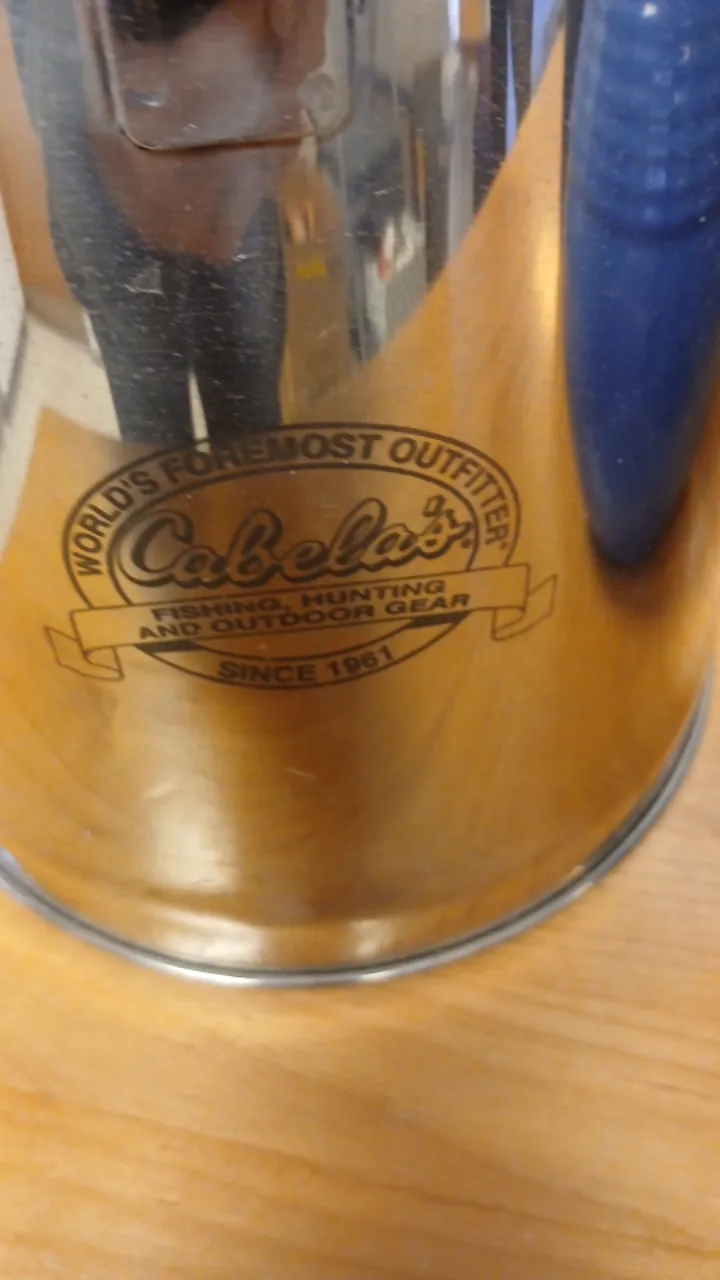 WORLD'S FOREMOST OUTFITTER®
Cabela's®
FISHING, HUNTING
AND OUTDOOR GEAR
SINCE 1961